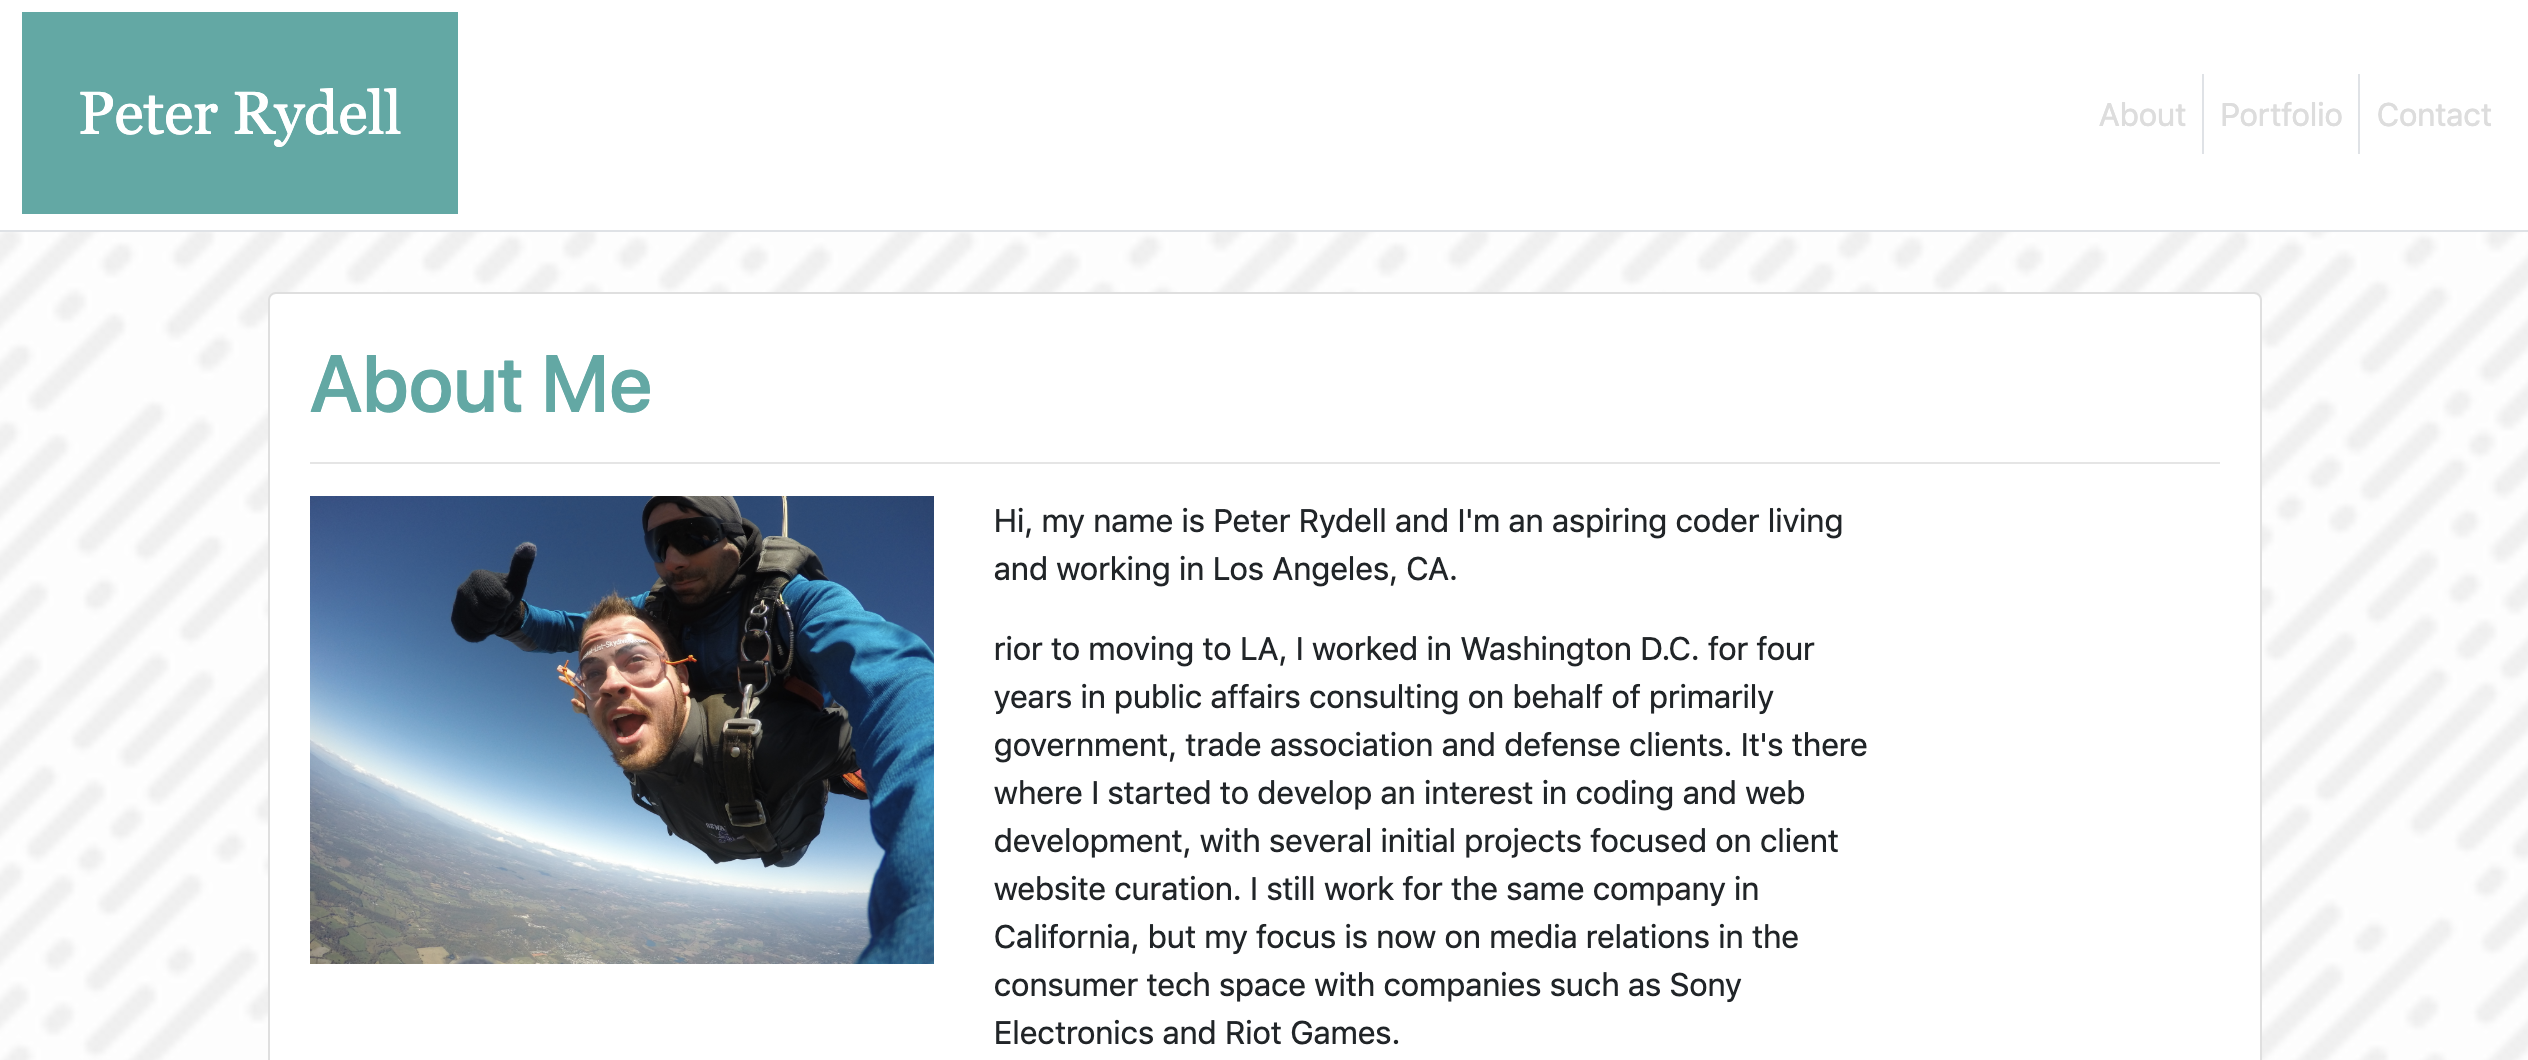 Peter Rydell
About
Portfolio
Contact
About Me
Hi, my name is Peter Rydell and I'm an aspiring coder living
and working in Los Angeles, CA.
rior to moving to LA, I worked in Washington D.C. for four
years in public affairs consulting on behalf of primarily
government, trade association and defense clients. It's there
where I started to develop an interest in coding and web
development, with several initial projects focused on client
website curation. I still work for the same company in
California, but my focus is now on media relations in the
consumer tech space with companies such as Sony
Electronics and Riot Games.